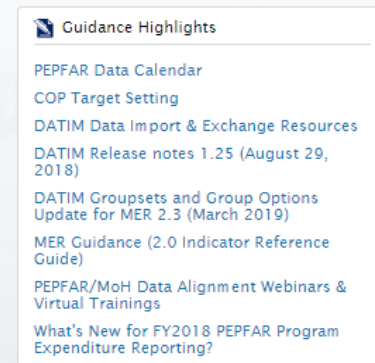 Guidance Highlights
PEPFAR Data Calendar
COP Target Setting
DATIM Data Import & Exchange Resources
DATIM Release notes 1.25 (August 29,
2018)
DATIM Groupsets and Group Options
Update for MER 2.3 (March 2019)
MER Guidance (2.0 Indicator Reference
Guide)
PEPFAR/MoH Data Alignment Webinars &
Virtual Trainings
What's New for FY2018 PEPFAR Program
Expenditure Reporting?